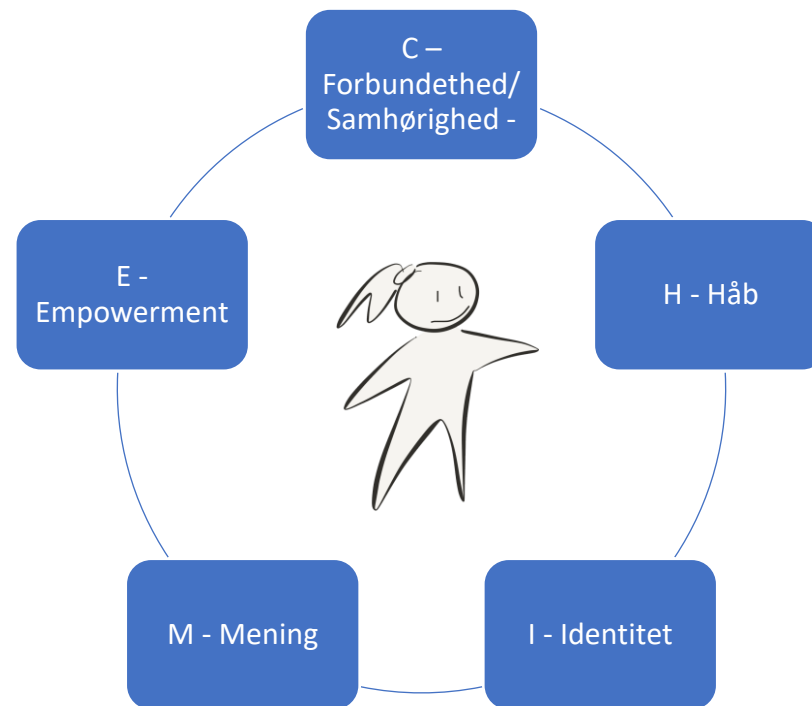 C –
Forbundethed/
Samhørighed -
H - Håb
I - Identitet
M - Mening
E -
Empowerment